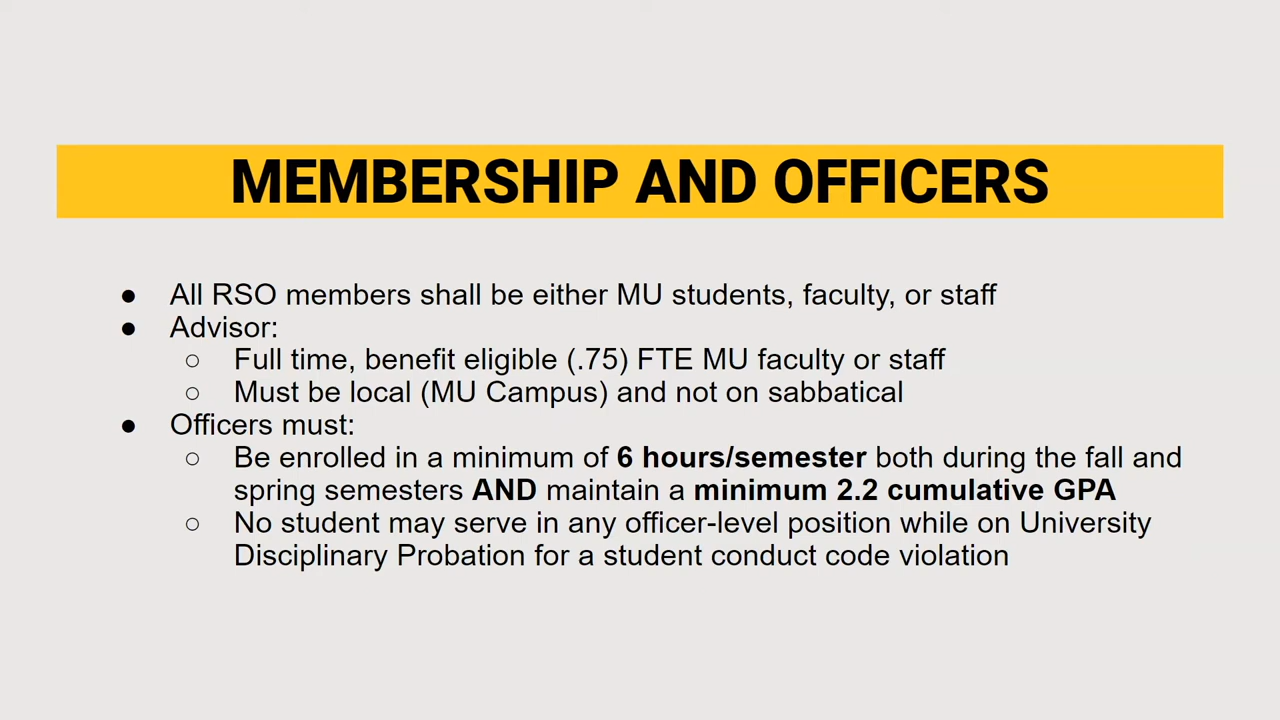 MEMBERSHIP AND OFFICERS
● All RSO members shall be either MU students, faculty, or staff
● Advisor:
○ Full time, benefit eligible (.75) FTE MU faculty or staff
○ Must be local (MU Campus) and not on sabbatical
● Officers must:
○ Be enrolled in a minimum of 6 hours/semester both during the fall and
spring semesters AND maintain a minimum 2.2 cumulative GPA
○ No student may serve in any officer-level position while on University
Disciplinary Probation for a student conduct code violation